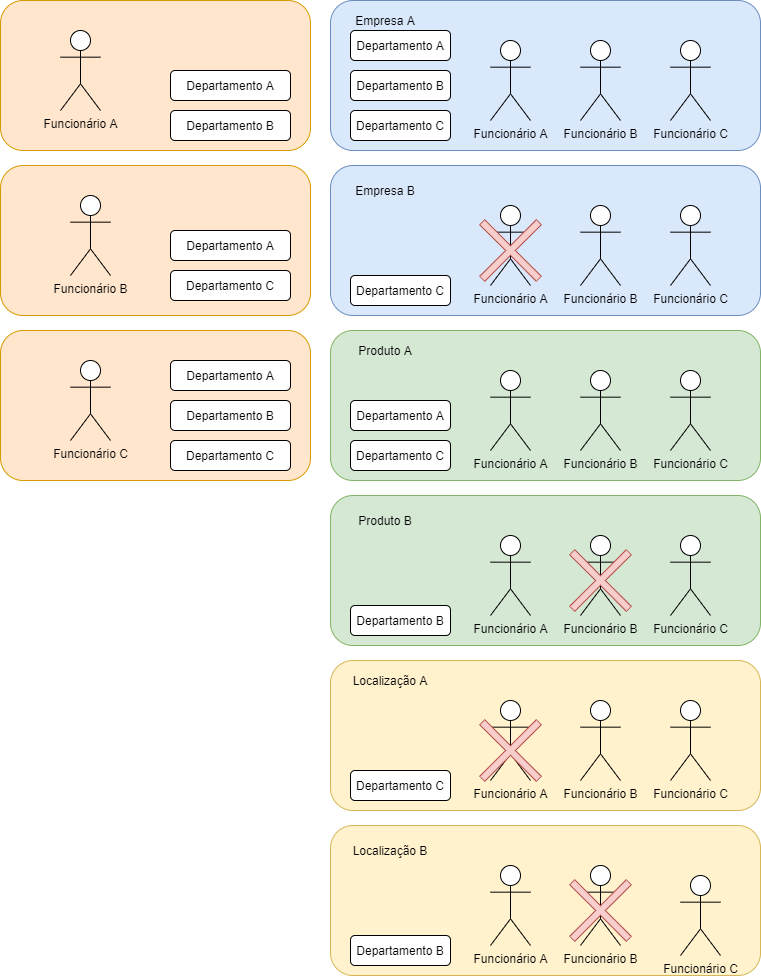 Funcionário A
Departamento A
Departamento B
Funcionário B
Departamento A
Departamento C
Funcionário C
Departamento A
Departamento B
Departamento C
Empresa A
Departamento A
Departamento B
Departamento C
Funcionário A
Funcionário B
Funcionário C
Empresa B
Departamento C
Funcionário A
Funcionário B
Funcionário C
Produto A
Departamento A
Departamento C
Funcionário A
Funcionário B
Funcionário C
Produto B
Departamento B
Funcionário A
Funcionário B
Funcionário C
Localização A
Departamento C
Funcionário A
Funcionário B
Funcionário C
Localização B
Departamento B
Funcionário A
Funcionário B
Funcionário C